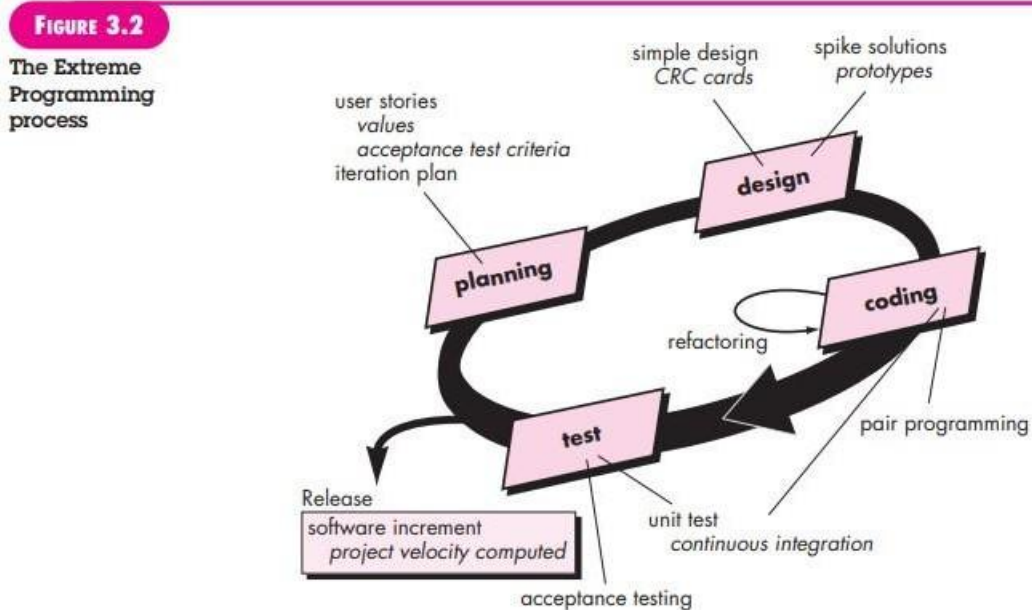 FIGURE 3.2
The Extreme
Programming
process
simple design
CRC cards
spike solutions
prototypes
user stories
values
acceptance test criteria
iteration plan
design
planning
coding
refactoring
test
pair programming
Release
software increment
project velocity computed
unit test
continuous integration
acceptance testing